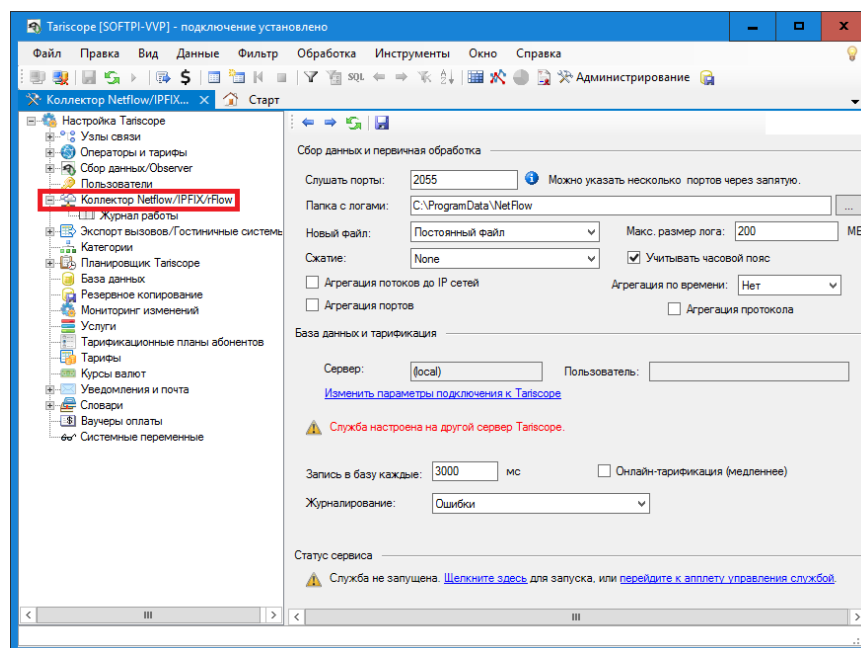 Tariscope [SOFTPI-VVP] - подключение установлено
Файл Правка Вид Данные Фильтр Обработка Инструменты Окно Справка
SQL Администрирование
Коллектор Netflow/IPFIX... Старт
Настройка Tariscope
Узлы связи
Операторы и тарифы
Сбор данных/Observer
Пользователи
Коллектор Netflow/IPFIX/rFlow
Журнал работы
Экспорт вызовов/Гостиничные системы
Категории
Планировщик Tariscope
База данных
Резервное копирование
Мониторинг изменений
Услуги
Тарификационные планы абонентов
Тарифы
Курсы валют
Уведомления и почта
Словари
Ваучеры оплаты
Системные переменные
Сбор данных и первичная обработка
Слушать порты: 2055 Можно указать несколько портов через запятую.
Папка с логами: C:\ProgramData\NetFlow ...
Новый файл: Постоянный файл Макс. размер лога: 200 МБ
Сжатие: None Учитывать часовой пояс
Агрегация потоков до IP сетей Агрегация по времени: Нет
Агрегация портов Агрегация протокола
База данных и тарификация
Сервер: (local) Пользователь:
Изменить параметры подключения к Tariscope
Служба настроена на другой сервер Tariscope.
Запись в базу каждые: 3000 мс Онлайн-тарификация (медленнее)
Журналирование: Ошибки
Статус сервиса
Служба не запущена. Щелкните здесь для запуска, или перейдите к апплету управления службой.